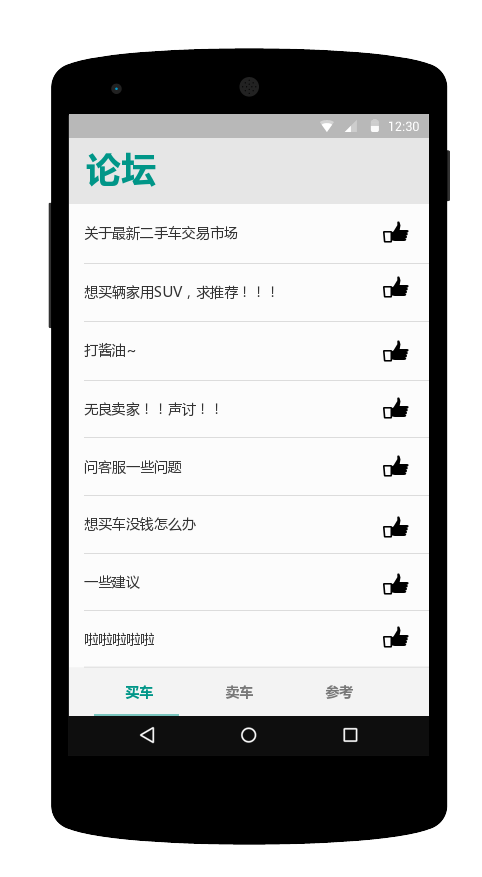 12:30
论坛
关于最新二手车交易市场
想买辆家用SUV，求推荐！！！
打酱油~
无良卖家！！声讨！！
问客服一些问题
想买车没钱怎么办
一些建议
啦啦啦啦啦
买车 卖车 参考